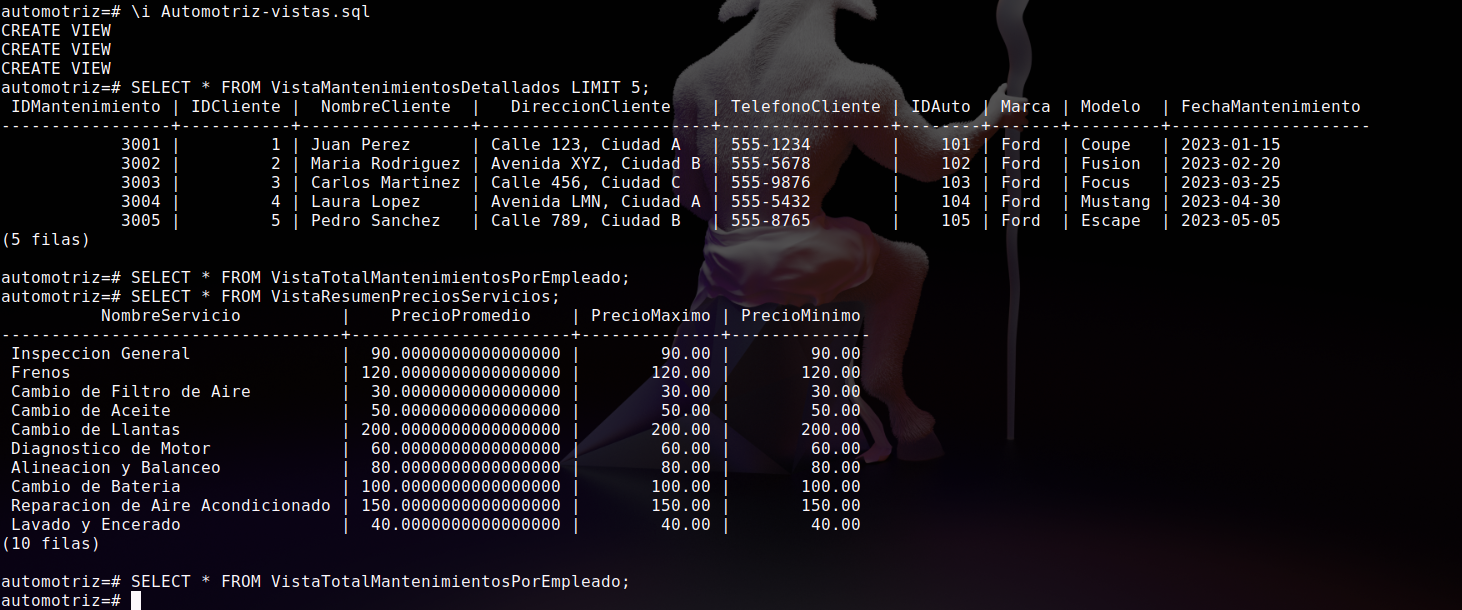 automotriz=# \i Automotriz-vistas.sql
CREATE VIEW
CREATE VIEW
CREATE VIEW
automotriz=# SELECT * FROM VistaMantenimientosDetallados LIMIT 5;
 IDMantenimiento | IDCliente |  NombreCliente  |   DireccionCliente    | TelefonoCliente | IDAuto | Marca | Modelo  | FechaMantenimiento
-----------------+-----------+-----------------+-----------------------+-----------------+--------+-------+---------+--------------------
            3001 |         1 | Juan Perez      | Calle 123, Ciudad A   | 555-1234        |    101 | Ford  | Coupe   | 2023-01-15
            3002 |         2 | Maria Rodriguez | Avenida XYZ, Ciudad B | 555-5678        |    102 | Ford  | Fusion  | 2023-02-20
            3003 |         3 | Carlos Martinez | Calle 456, Ciudad C   | 555-9876        |    103 | Ford  | Focus   | 2023-03-25
            3004 |         4 | Laura Lopez     | Avenida LMN, Ciudad A | 555-5432        |    104 | Ford  | Mustang | 2023-04-30
            3005 |         5 | Pedro Sanchez   | Calle 789, Ciudad B   | 555-8765        |    105 | Ford  | Escape  | 2023-05-05
(5 filas)

automotriz=# SELECT * FROM VistaTotalMantenimientosPorEmpleado;
automotriz=# SELECT * FROM VistaResumenPreciosServicios;
          NombreServicio          |    PrecioPromedio    | PrecioMaximo | PrecioMinimo
----------------------------------+----------------------+--------------+--------------
 Inspeccion General               |  90.0000000000000000 |        90.00 |        90.00
 Frenos                           | 120.0000000000000000 |       120.00 |       120.00
 Cambio de Filtro de Aire         |  30.0000000000000000 |        30.00 |        30.00
 Cambio de Aceite                 |  50.0000000000000000 |        50.00 |        50.00
 Cambio de Llantas                | 200.0000000000000000 |       200.00 |       200.00
 Diagnostico de Motor             |  60.0000000000000000 |        60.00 |        60.00
 Alineacion y Balanceo            |  80.0000000000000000 |        80.00 |        80.00
 Cambio de Bateria                | 100.0000000000000000 |       100.00 |       100.00
 Reparacion de Aire Acondicionado | 150.0000000000000000 |       150.00 |       150.00
 Lavado y Encerado                |  40.0000000000000000 |        40.00 |        40.00
(10 filas)

automotriz=# SELECT * FROM VistaTotalMantenimientosPorEmpleado;
automotriz=#